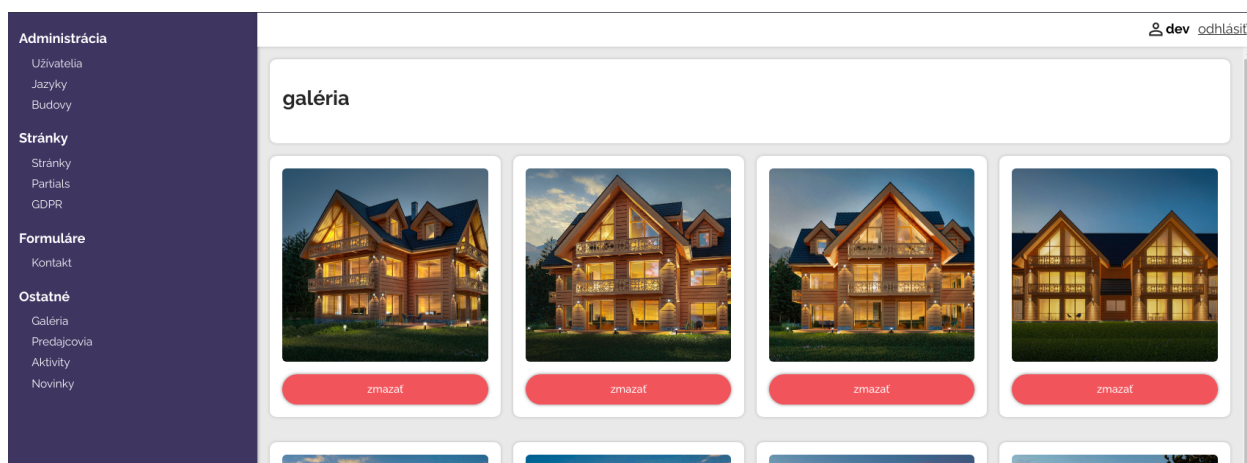 Administrácia
Užívatelia
Jazyky
Budovy
Stránky
Stránky
Partials
GDPR
Formuláre
Kontakt
Ostatné
Galéria
Predajcovia
Aktivity
Novinky
dev odhlásiť
galéria
zmazať zmazať zmazať zmazať